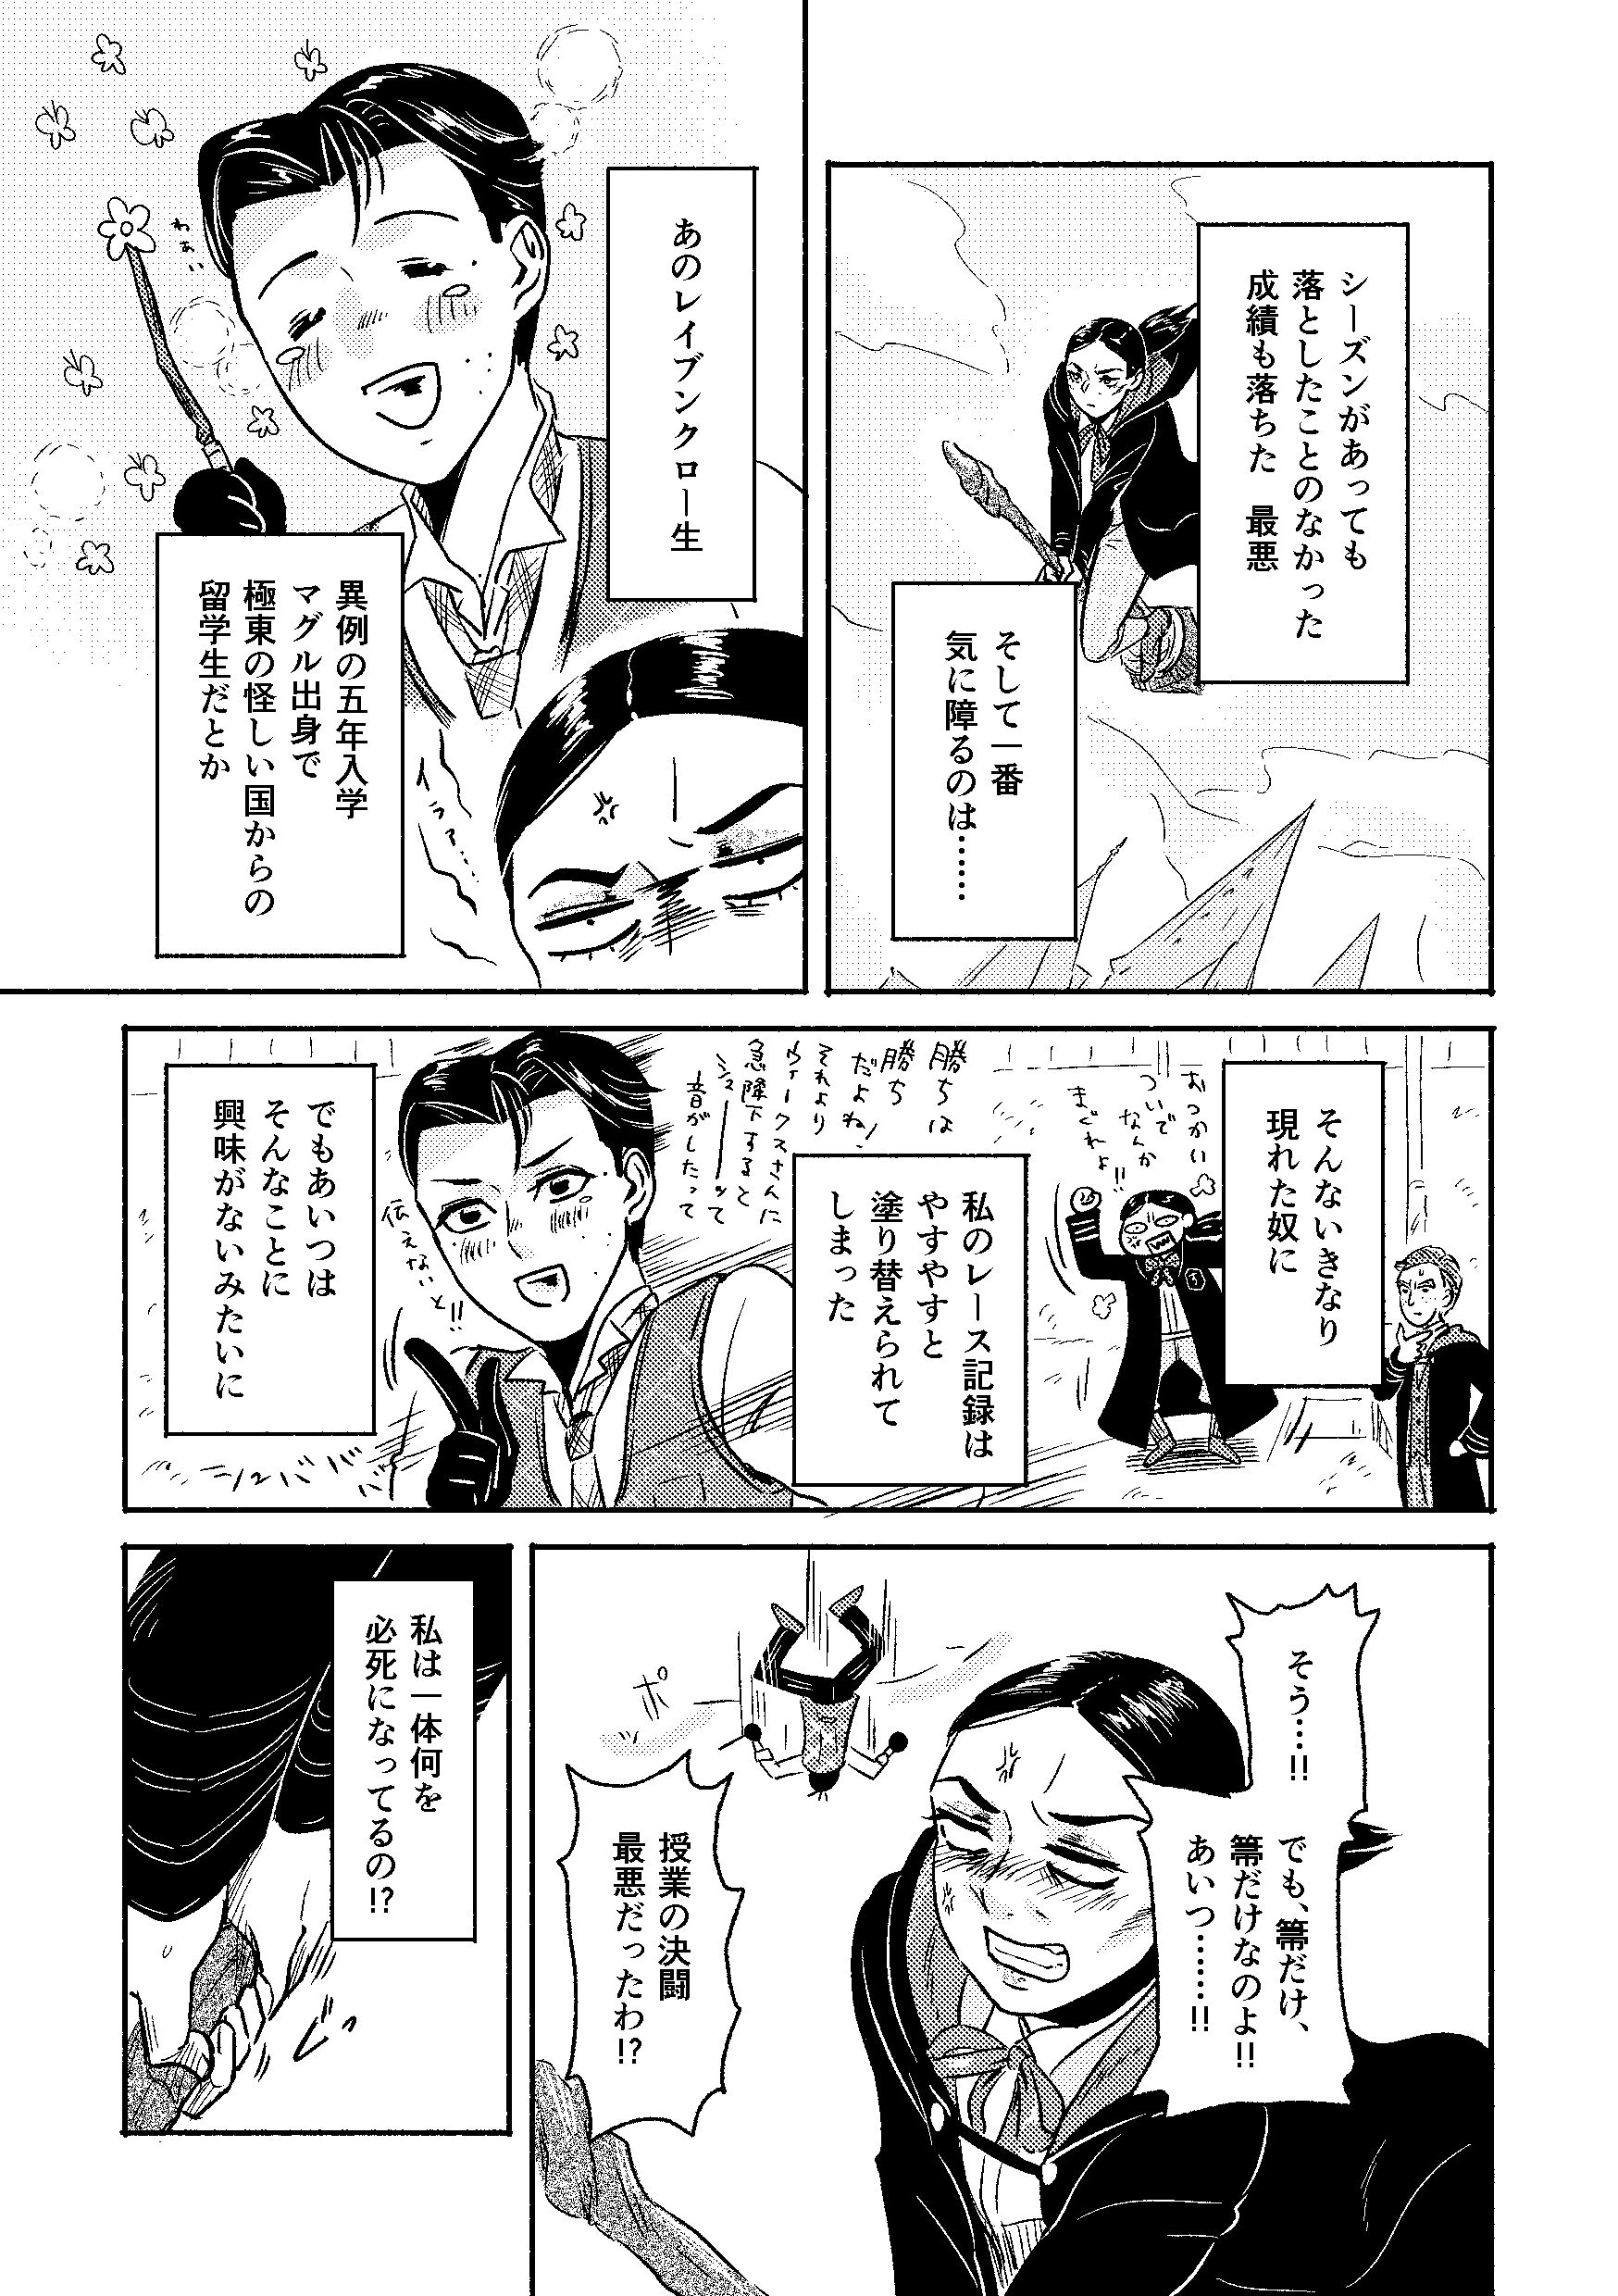 シーズンがあっても
落としたことのなかった
成績も落ちた　最悪
そして一番
気に障るのは……
あのレイブンクロー生
わぁい
異例の五年入学
マグル出身で
極東の怪しい国からの
留学生だとか
イララ…
そんないきなり
現れた奴に
おつかい
ついで
なんか
まぐれよ!!
私のレース記録は
やすやすと
塗り替えられて
しまった
勝ちは
勝ち
だよね!
それより
ウィークスさんに
急降下すると
シューーッて
音がしたって
伝えないと!!
でもあいつは
そんなことに
興味がないみたいに
そう…!!
でも、箒だけ、
箒だけなのよ!!
あいつ……!!
ポ
授業の決闘
最悪だったわ!?
私は一体何を
必死になってるの!?